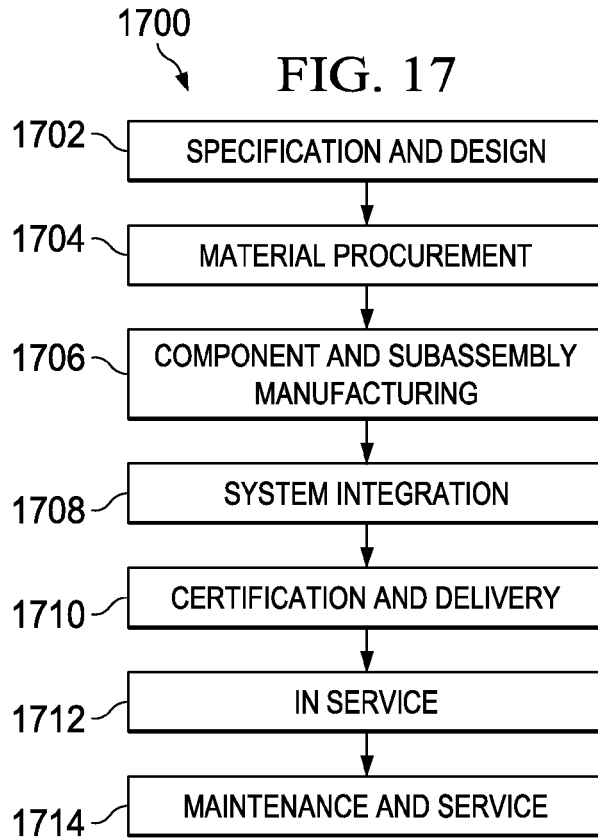 1700
FIG. 17
1702
SPECIFICATION AND DESIGN
1704
MATERIAL PROCUREMENT
1706
COMPONENT AND SUBASSEMBLY
MANUFACTURING
1708
SYSTEM INTEGRATION
1710
CERTIFICATION AND DELIVERY
1712
IN SERVICE
1714
MAINTENANCE AND SERVICE